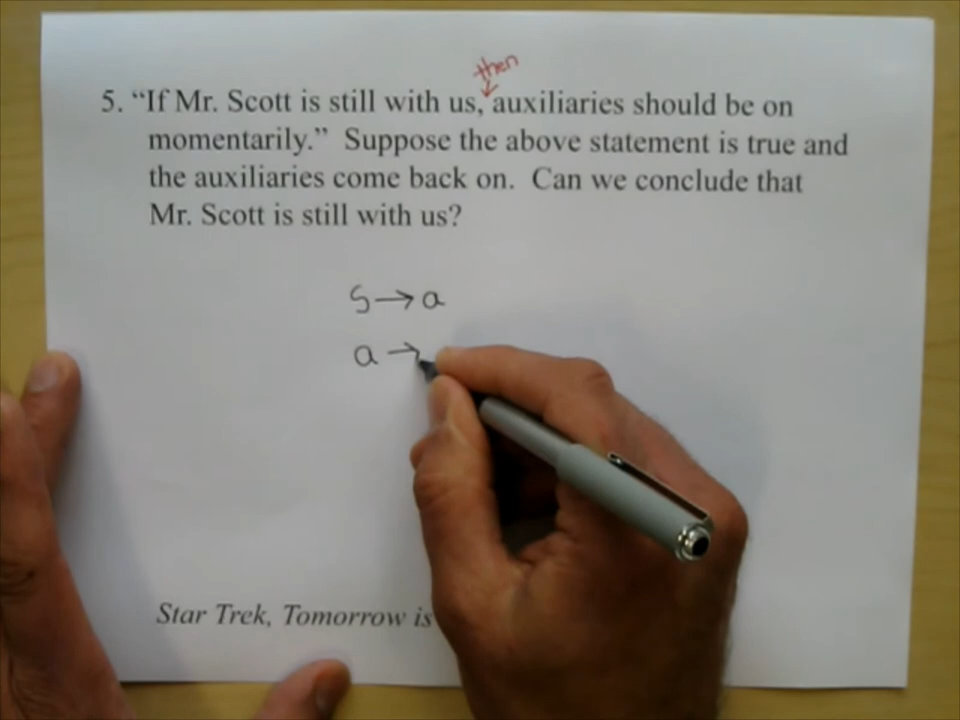 then
5. “If Mr. Scott is still with us, auxiliaries should be on
momentarily.” Suppose the above statement is true and
the auxiliaries come back on. Can we conclude that
Mr. Scott is still with us?
S→a
a→
Star Trek, Tomorrow is